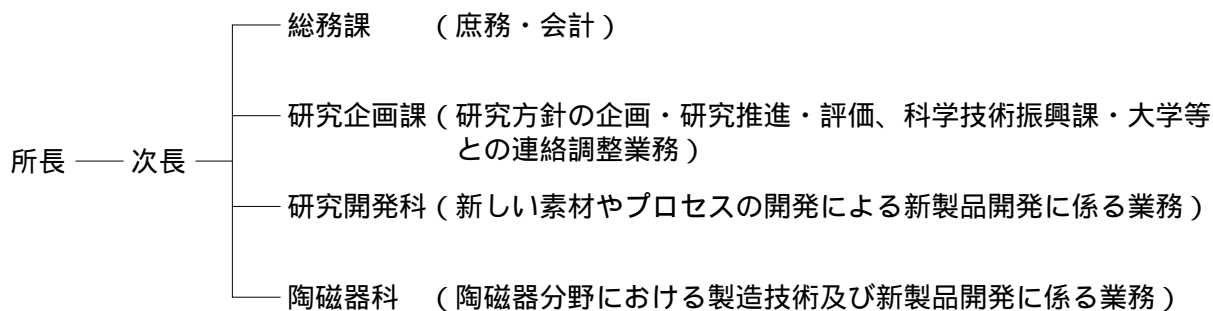 総務課　　（庶務・会計）
研究企画課（研究方針の企画・研究推進・評価、科学技術振興課・大学等
との連絡調整業務）
所長 次長
研究開発科（新しい素材やプロセスの開発による新製品開発に係る業務）
陶磁器科　（陶磁器分野における製造技術及び新製品開発に係る業務）